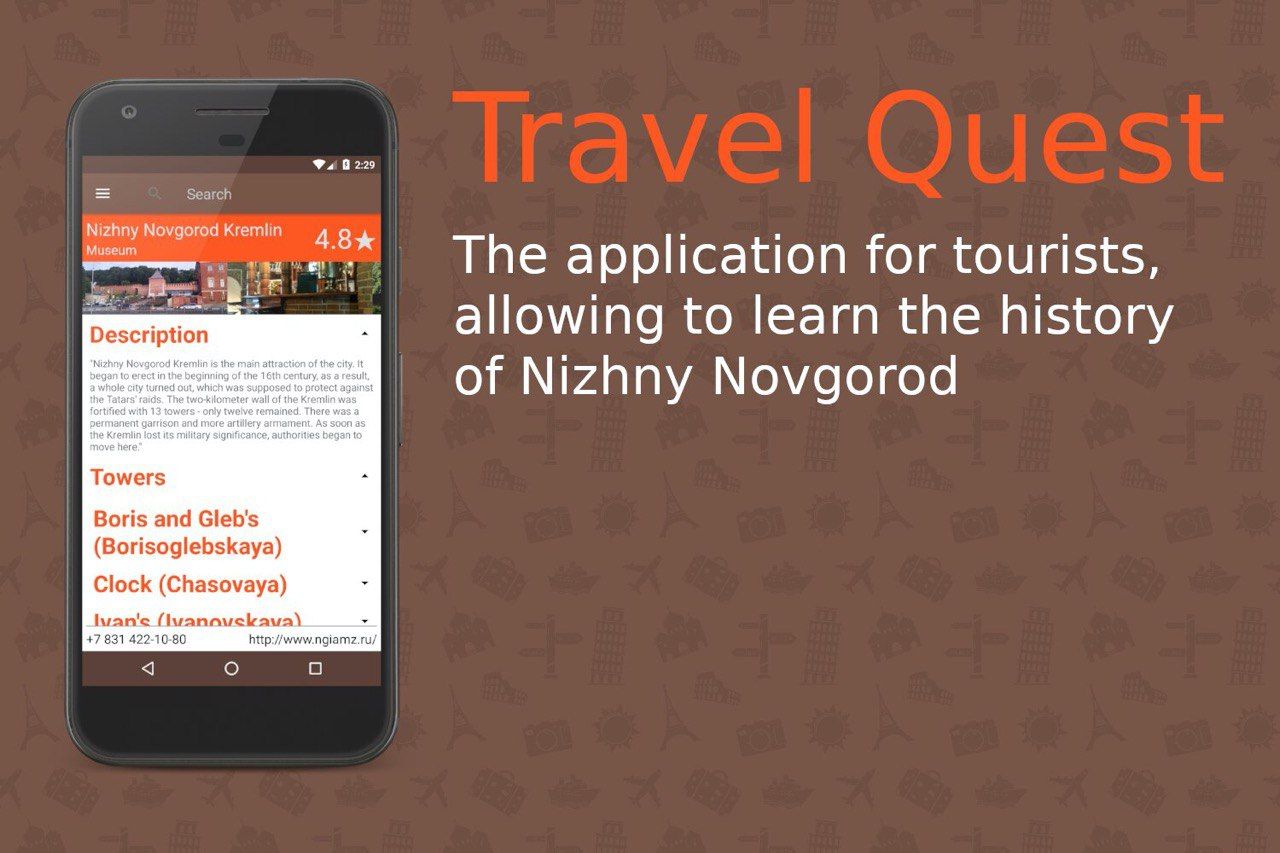 Travel Quest
The application for tourists,
allowing to learn the history
of Nizhny Novgorod
2:29
Search
Nizhny Novgorod Kremlin
Museum
4.8★
Description
"Nizhny Novgorod Kremlin is the main attraction of the city. It
began to erect in the beginning of the 16th century, as a result,
a whole city turned out, which was supposed to protect against
the Tatars' raids. The two-kilometer wall of the Kremlin was
fortified with 13 towers - only twelve remained. There was a
permanent garrison and more artillery armament. As soon as
the Kremlin lost its military significance, authorities began to
move here."
Towers
Boris and Gleb's
(Borisoglebskaya)
Clock (Chasovaya)
Ivan's (Ivanovskaya)
+7 831 422-10-80
http://www.ngiamz.ru/